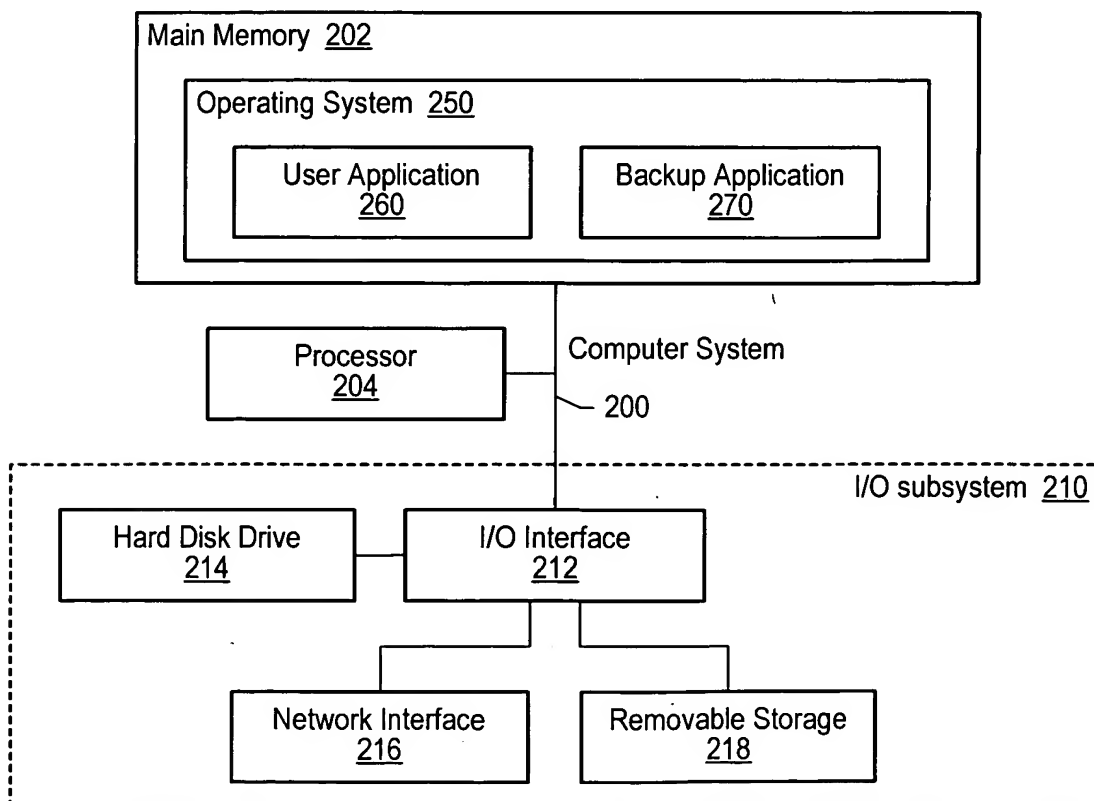 Main Memory 202
Operating System 250
User Application
260
Backup Application
270
Processor
204
Computer System
200
I/O subsystem 210
Hard Disk Drive
214
I/O Interface
212
Network Interface
216
Removable Storage
218